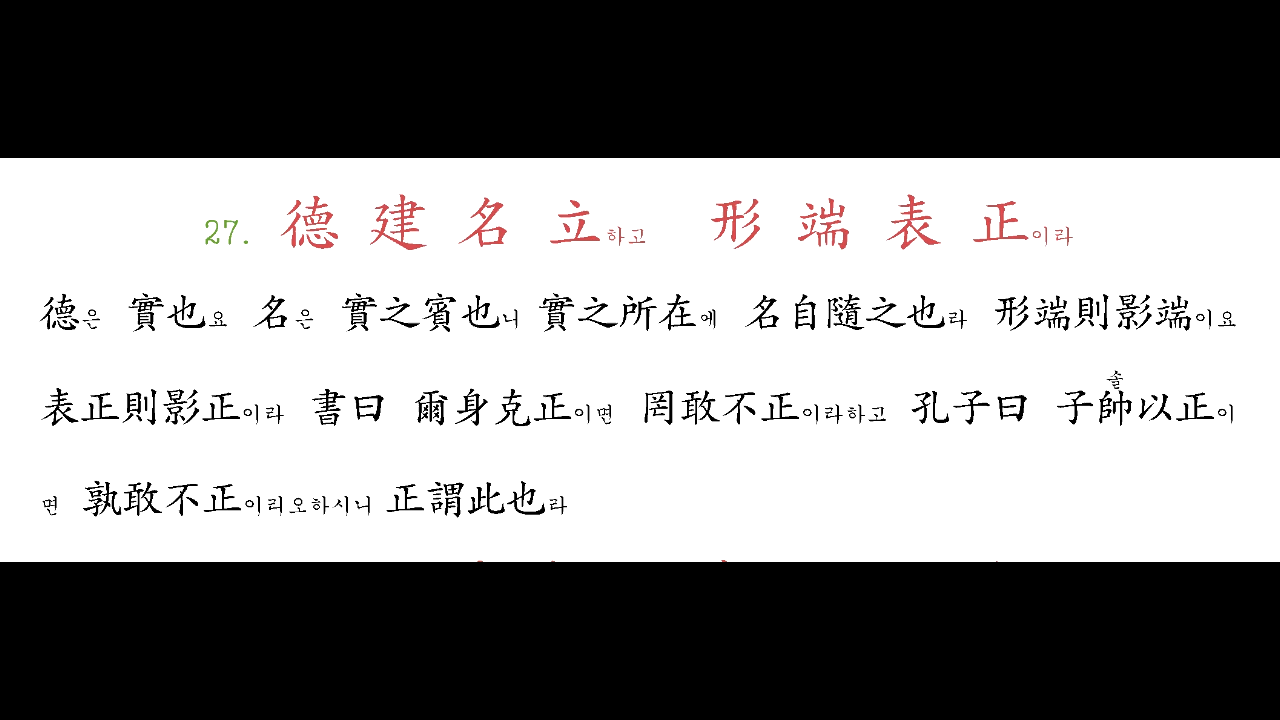 27. 德 建 名 立하고 形 端 表 正이라
德은 實也요 名은 實之賓也니 實之所在에 名自隨之也라 形端則影端이요
솔
表正則影正이라 書曰 爾身克正이면 罔敢不正이라하고 孔子曰 子帥以正이
면 孰敢不正이리오하시니 正謂此也라